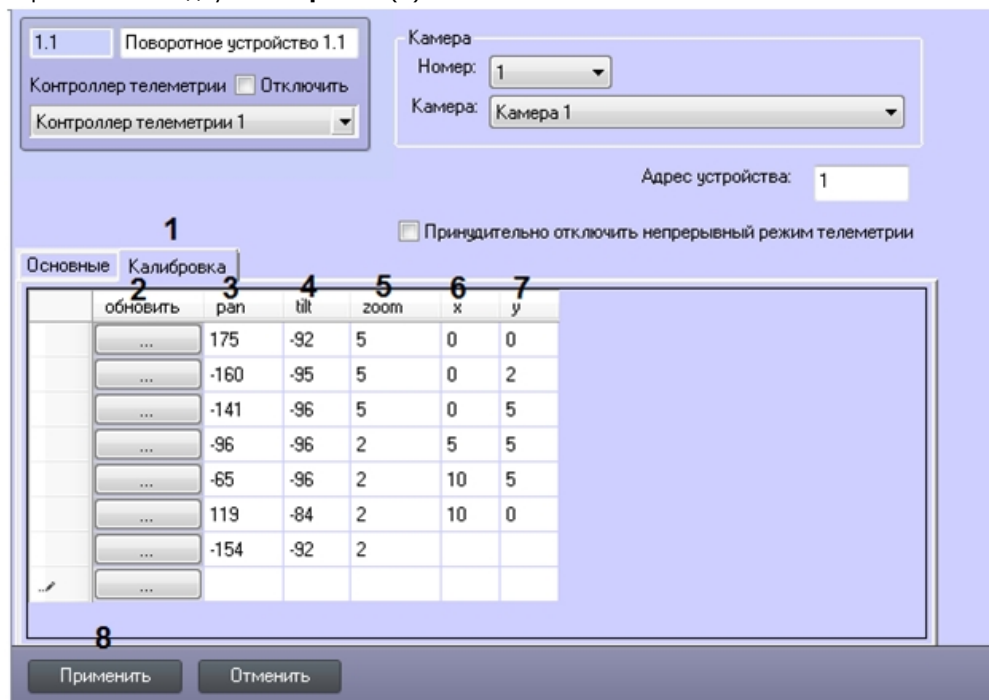 1.1 Поворотное устройство 1.1
Контроллер телеметрии Отключить
Контроллер телеметрии 1
Камера
Номер: 1
Камера: Камера 1
Адрес устройства: 1
Принудительно отключить непрерывный режим телеметрии
1
Основные Калибровка
2 3 4 5 6 7
обновить pan tilt zoom x y
... 175 -92 5 0 0
... -160 -95 5 0 2
... -141 -96 5 0 5
... -96 -96 2 5 5
... -65 -96 2 10 5
... 119 -84 2 10 0
... -154 -92 2
...
8
Применить Отменить